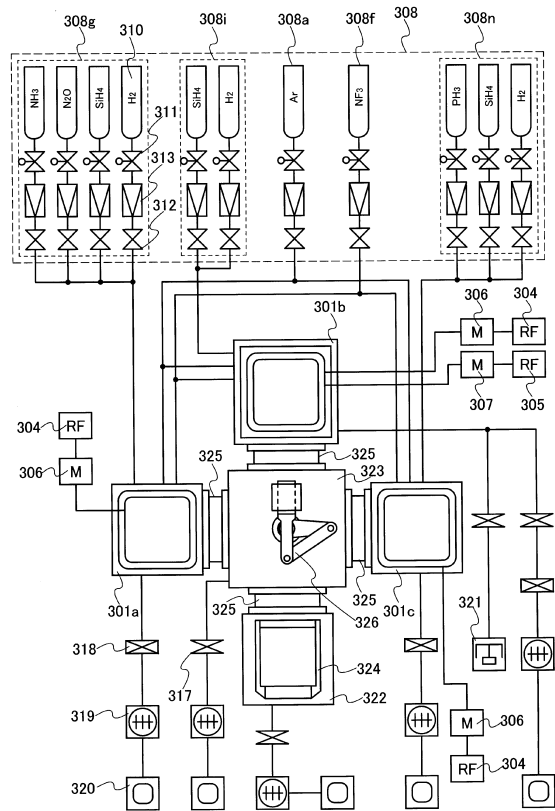 308g 310 308i 308a 308f 308 308n
NH3 N2O SiH4 H2 SiH4 H2 Ar NF3 PH3 SiH4 H2
311
313
312
301b 306 304
M RF
M RF
304 RF 307 305
325 325 323
306 M
301a 325 326 325 301c
318 317 324 321
322
319 M 306
320 RF 304